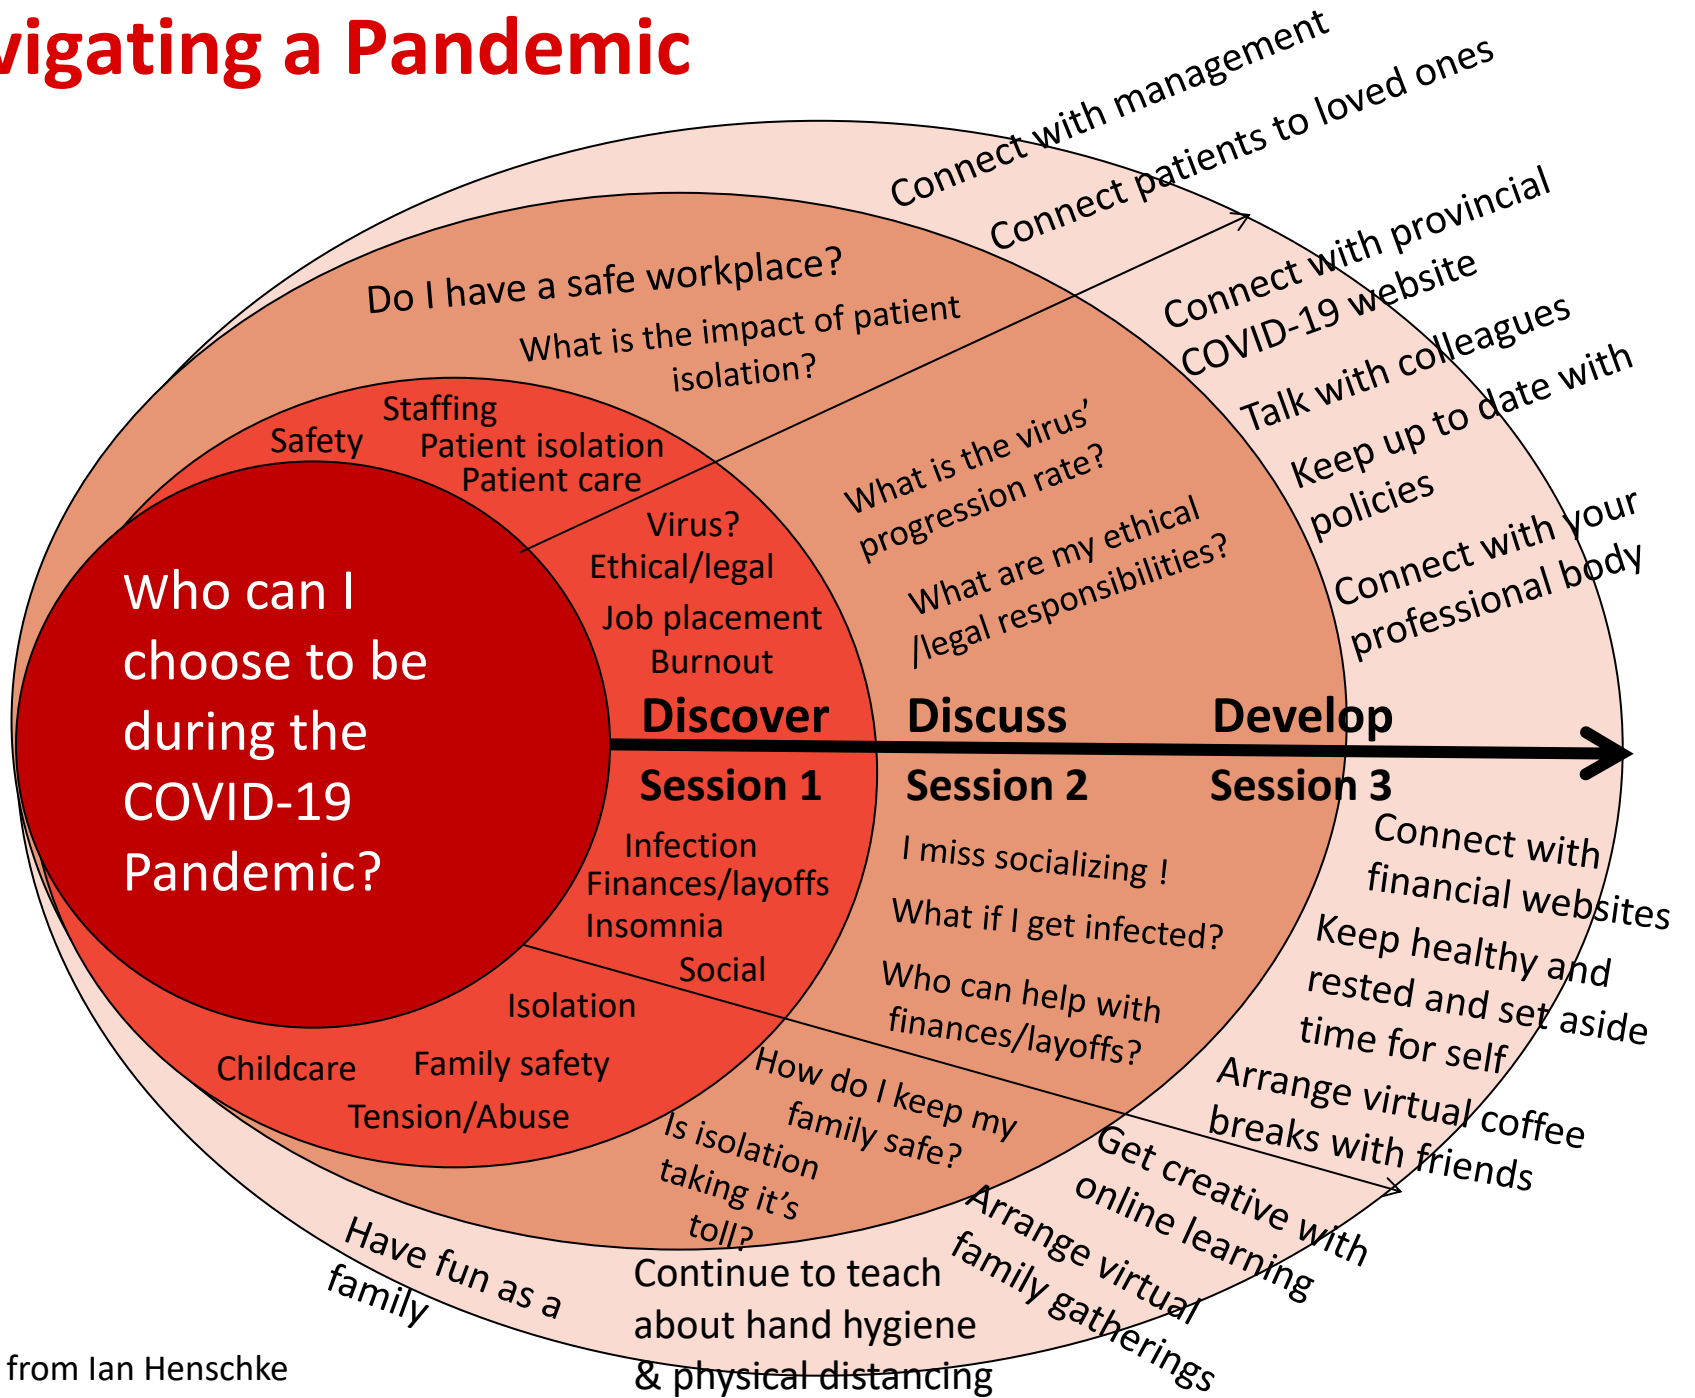 vigating a Pandemic
Connect with management
Connect patients to loved ones
Connect with provincial
COVID-19 website
Talk with colleagues
Keep up to date with
policies
Connect with your
professional body
Do I have a safe workplace?
What is the impact of patient
isolation?
What is the virus’
progression rate?
What are my ethical
/legal responsibilities?
Staffing
Safety
Patient isolation
Patient care
Virus?
Ethical/legal
Job placement
Burnout
Who can I
choose to be
during the
COVID-19
Pandemic?
Discover
Discuss
Develop
Session 1
Session 2
Session 3
Infection
Finances/layoffs
Insomnia
Social
Isolation
Childcare
Family safety
Tension/Abuse
I miss socializing !
What if I get infected?
Who can help with
finances/layoffs?
How do I keep my
family safe?
Is isolation
taking it’s
toll?
Connect with
financial websites
Keep healthy and
rested and set aside
time for self
Arrange virtual coffee
breaks with friends
Get creative with
online learning
Arrange virtual
family gatherings
Continue to teach
about hand hygiene
& physical distancing
Have fun as a
family
from Ian Henschke